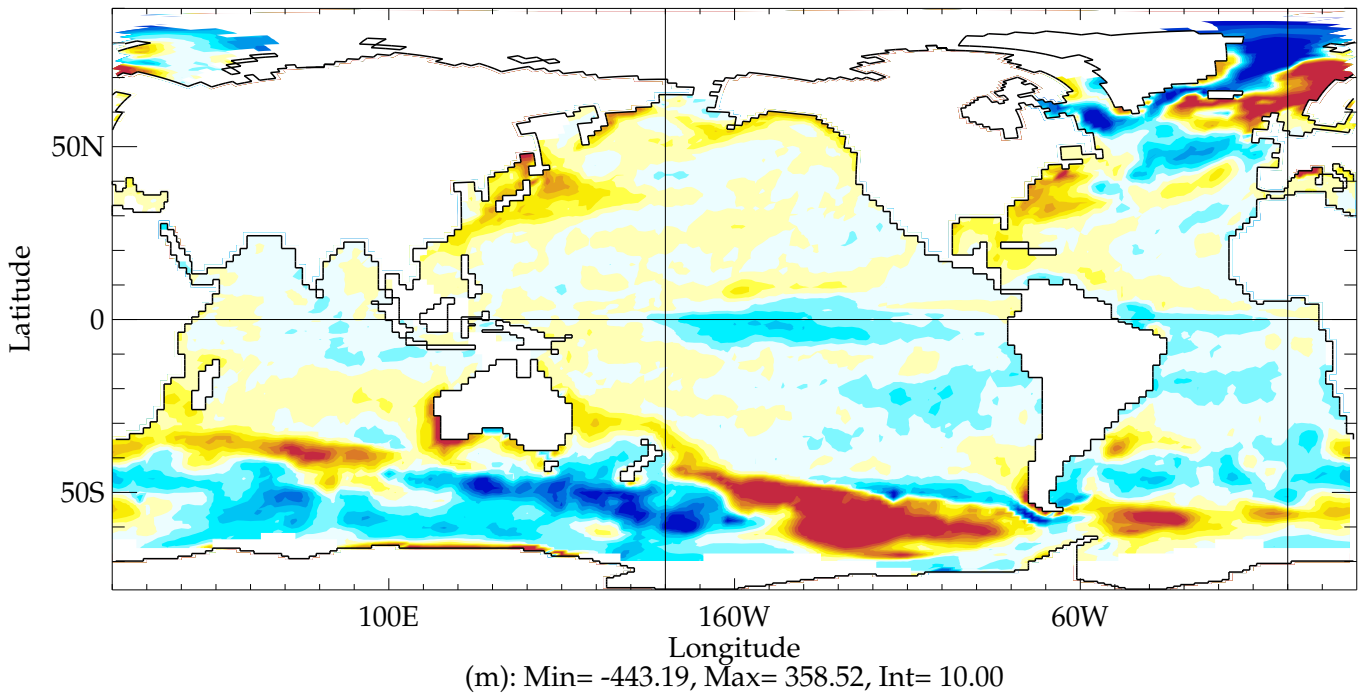 Latitude
50N
0
50S
100E
160W
60W
Longitude
(m): Min= -443.19, Max= 358.52, Int= 10.00